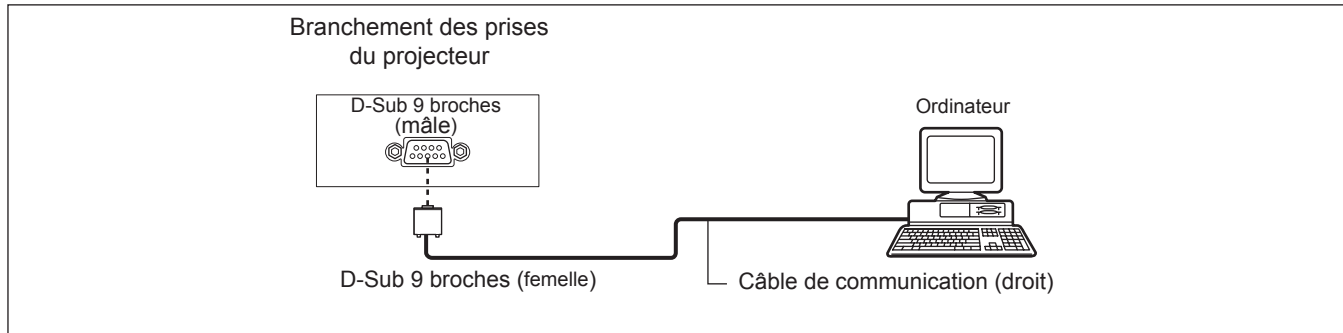 Branchement des prises
du projecteur
D-Sub 9 broches
(mâle)
Ordinateur
D-Sub 9 broches (femelle)
Câble de communication (droit)